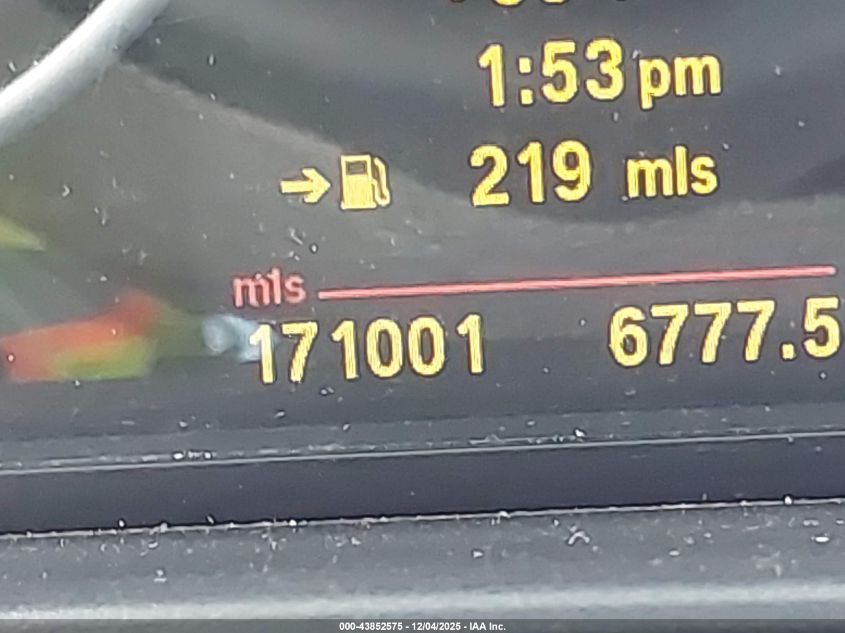 1:53 pm
219 mls
mls
171001 6777.5
000-43852575 - 12/04/2025 - IAA Inc.